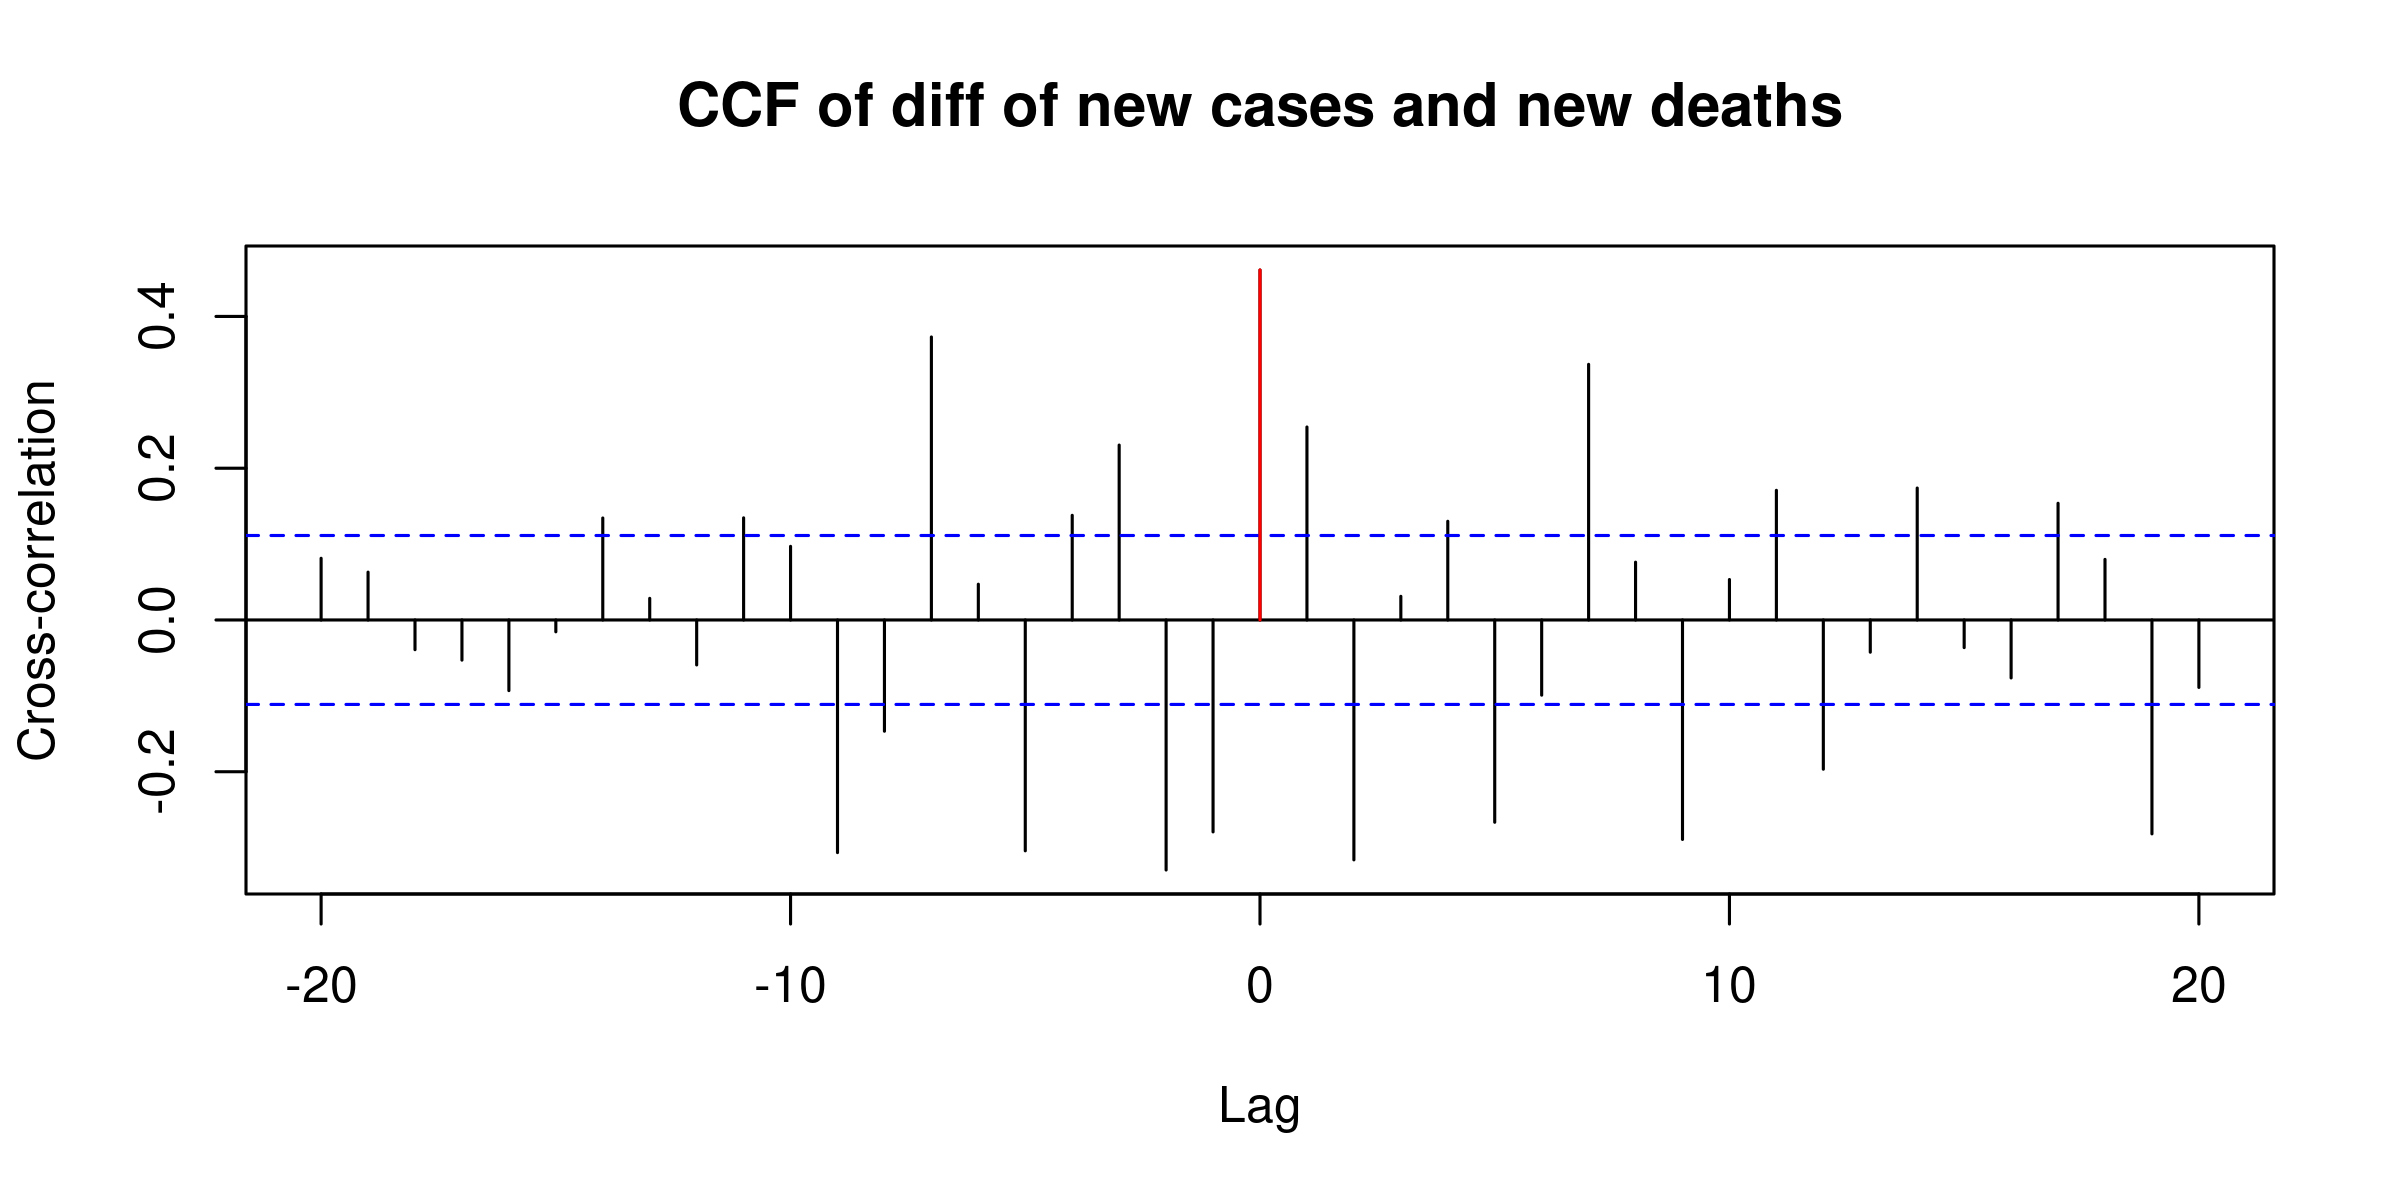 CCF of diff of new cases and new deaths
Cross-correlation
0.4
0.2
0.0
-0.2
-20 -10 0 10 20
Lag